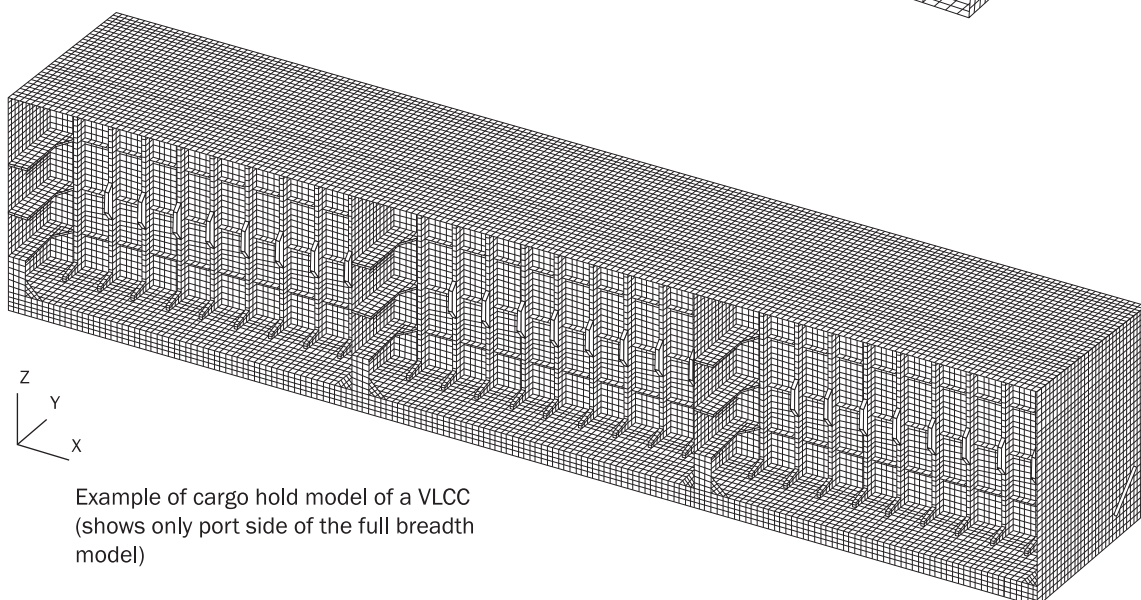 Z
Y
X
Example of cargo hold model of a VLCC
(shows only port side of the full breadth
model)